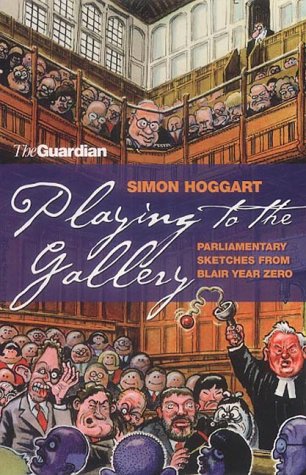 The Guardian
SIMON HOGGART
Playing to the
Gallery
PARLIAMENTARY
SKETCHES FROM
BLAIR YEAR ZERO